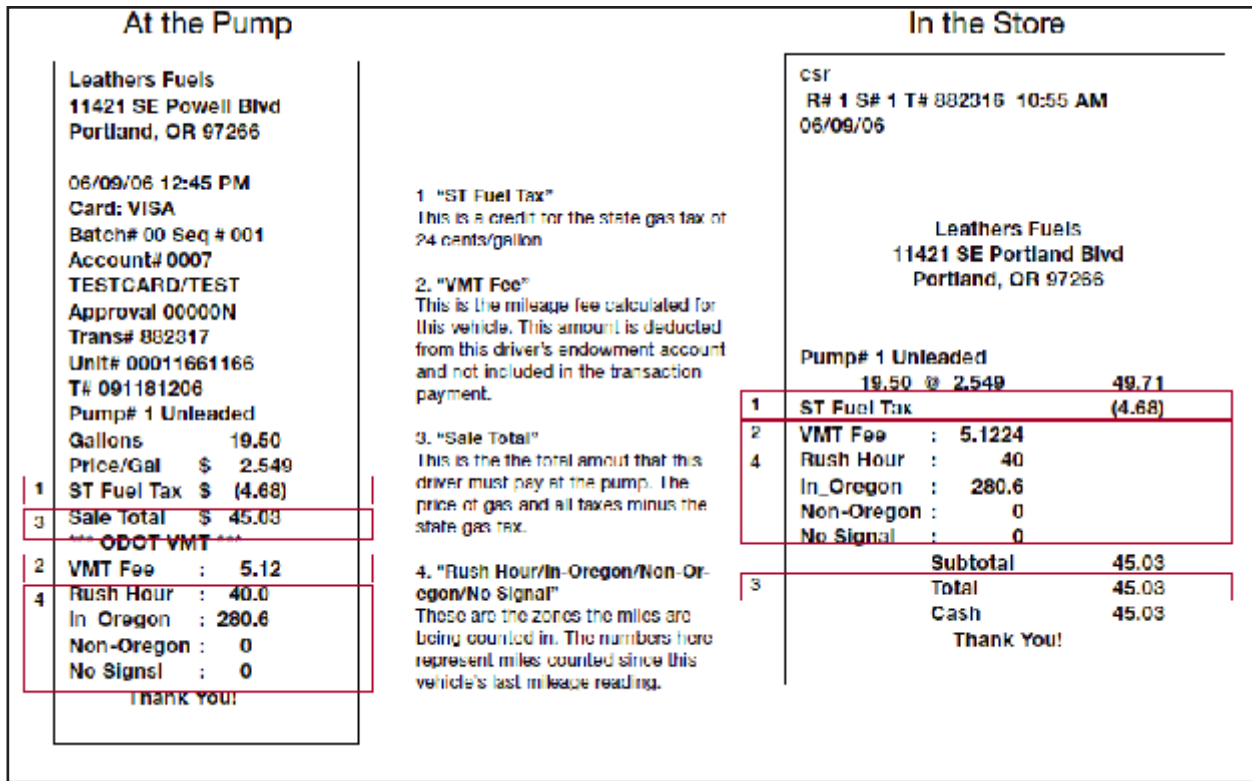 At the Pump
Leathers Fuels
11421 SE Powell Blvd
Portland, OR 97266
06/09/06 12:45 PM
Card: VISA
Batch# 00 Seq # 001
Account# 0007
TESTCARD/TEST
Approval 00000N
Trans# 882317
Unit# 00011661166
T# 091181206
Pump# 1 Unleaded
Gallons 19.50
Price/Gal $ 2.549
1 ST Fuel Tax $ (4.68)
3 Sale Total $ 45.03
*** ODOT VMT ***
2 VMT Fee : 5.12
4 Rush Hour : 40.0
In Oregon : 280.6
Non-Oregon : 0
No Signsl : 0
Thank You!
1 "ST Fuel Tax"
This is a credit for the state gas tax of
24 cents/gallon
2. "VMT Fee"
This is the mileage fee calculated for
this vehicle. This amount is deducted
from this driver's endowment account
and not included in the transaction
payment.
3. "Sale Total"
This is the the total amout that this
driver must pay at the pump. The
price of gas and all taxes minus the
state gas tax.
4. "Rush Hour/In-Oregon/Non-Or-
egon/No Signal"
These are the zones the miles are
being counted in. The numbers here
represent miles counted since this
vehicle's last mileage reading.
In the Store
csr
R# 1 S# 1 T# 882316 10:55 AM
06/09/06
Leathers Fuels
11421 SE Portland Blvd
Portland, OR 97266
Pump# 1 Unleaded
19.50 @ 2.549 49.71
1 ST Fuel Tax (4.68)
2 VMT Fee : 5.1224
4 Rush Hour : 40
In_Oregon : 280.6
Non-Oregon : 0
No Signal : 0
Subtotal 45.03
3 Total 45.03
Cash 45.03
Thank You!